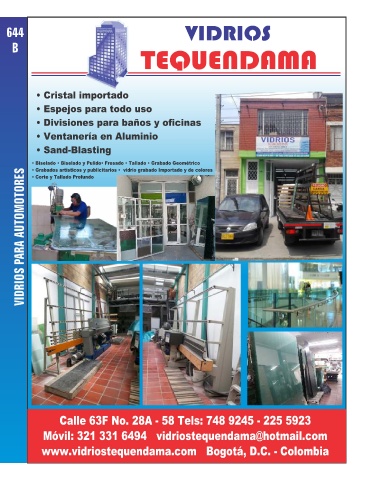 644
B
VIDRIOS PARA AUTOMOTORES
VIDRIOS
TEQUENDAMA
• Cristal importado
• Espejos para todo uso
• Divisiones para baños y oficinas
• Ventanería en Aluminio
• Sand-Blasting
• Biselado • Biselado y Pulido• Fresado • Tallado • Grabado Geométrico
• Grabados artísticos y publicitarios • vidrio grabado Importado y de colores
• Corte y Tallado Profundo
VIDRIOS
Calle 63F No. 28A - 58 Tels: 748 9245 - 225 5923
Móvil: 321 331 6494 vidriostequendama@hotmail.com
www.vidriostequendama.com Bogotá, D.C. - Colombia